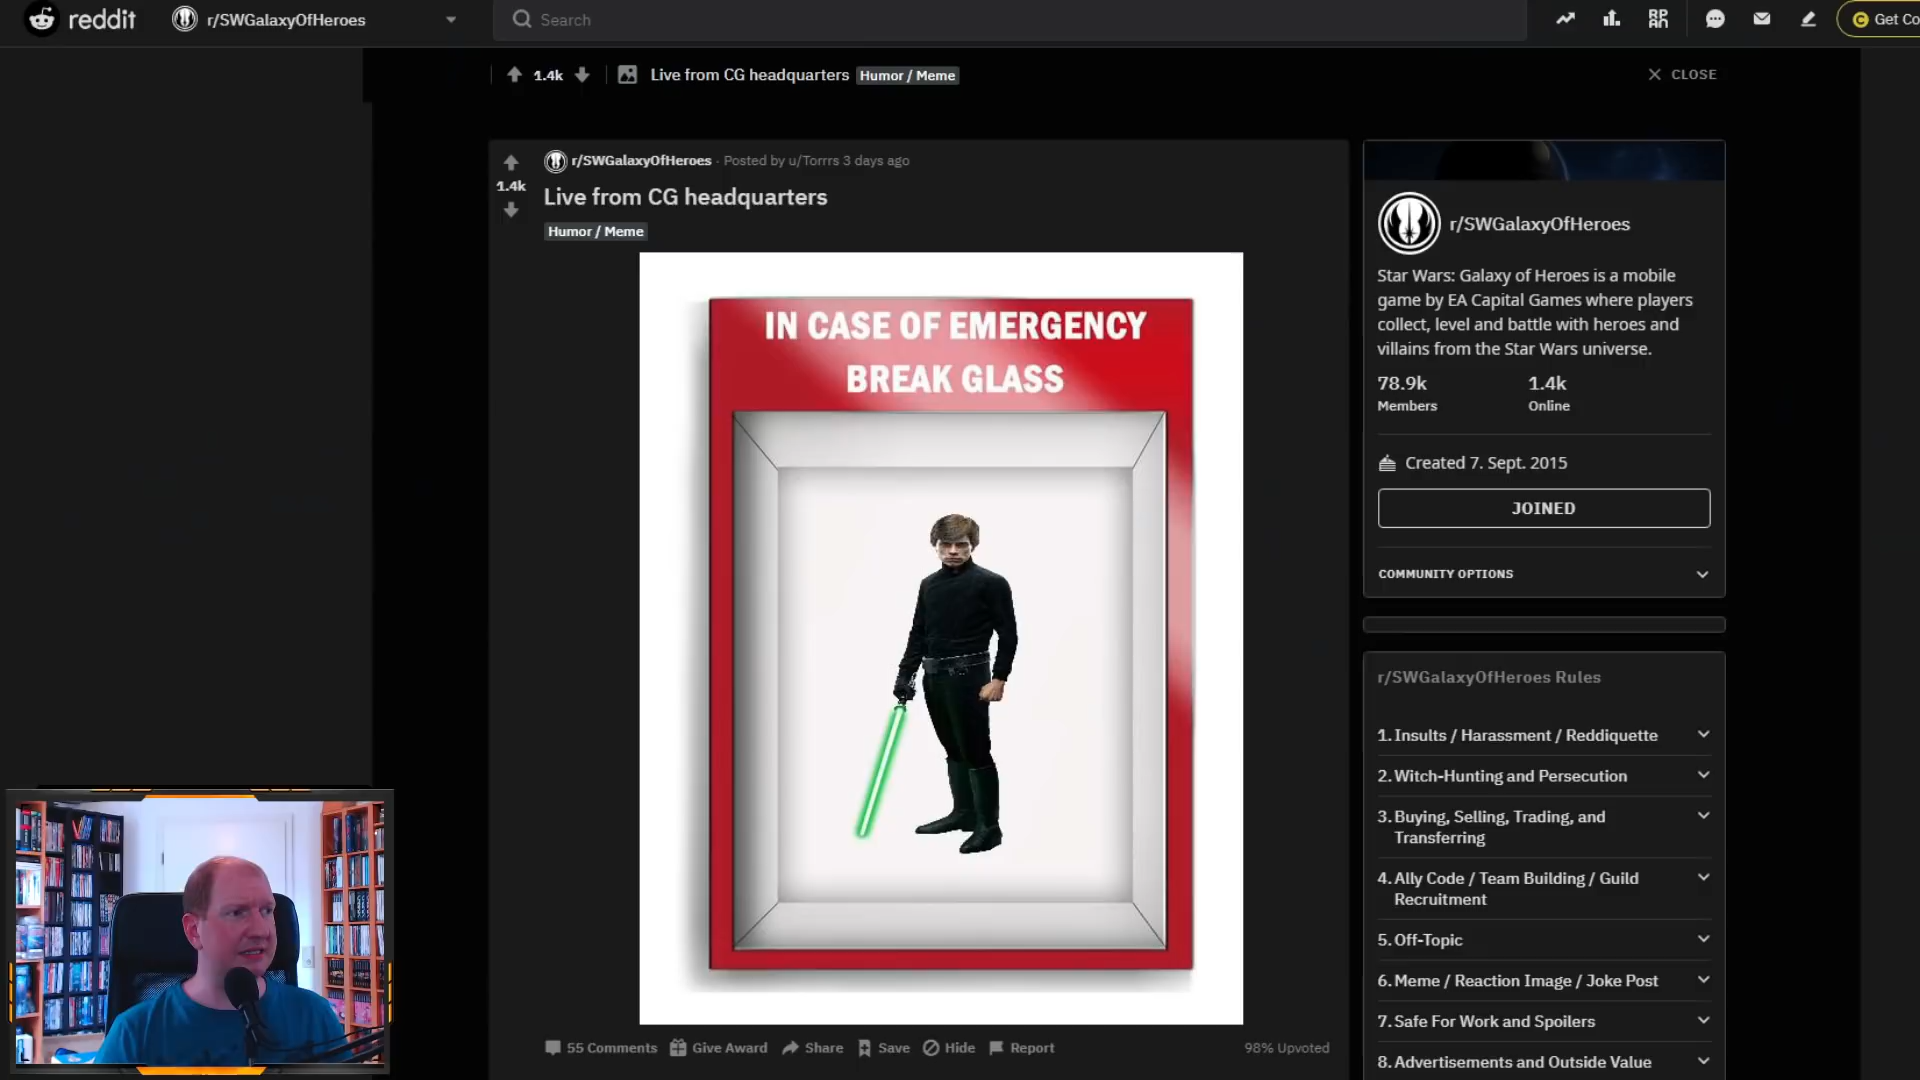 reddit
r/SWGalaxyOfHeroes
Search
RPAN
Get Co
1.4k
Live from CG headquarters
Humor / Meme
CLOSE
r/SWGalaxyOfHeroes · Posted by u/Torrrs 3 days ago
1.4k
Live from CG headquarters
Humor / Meme
IN CASE OF EMERGENCY
BREAK GLASS
55 Comments
Give Award
Share
Save
Hide
Report
98% Upvoted
r/SWGalaxyOfHeroes
Star Wars: Galaxy of Heroes is a mobile
game by EA Capital Games where players
collect, level and battle with heroes and
villains from the Star Wars universe.
78.9k 1.4k
Members Online
Created 7. Sept. 2015
JOINED
COMMUNITY OPTIONS
r/SWGalaxyOfHeroes Rules
1. Insults / Harassment / Reddiquette
2. Witch-Hunting and Persecution
3. Buying, Selling, Trading, and
Transferring
4. Ally Code / Team Building / Guild
Recruitment
5. Off-Topic
6. Meme / Reaction Image / Joke Post
7. Safe For Work and Spoilers
8. Advertisements and Outside Value